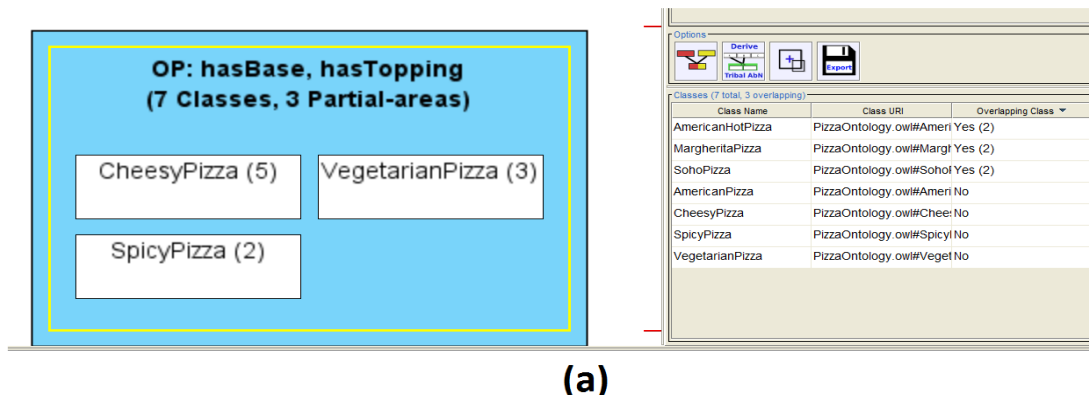 OP: hasBase, hasTopping
(7 Classes, 3 Partial-areas)
CheesyPizza (5)
VegetarianPizza (3)
SpicyPizza (2)
Options
Derive
Tribal AbN
Export
Classes (7 total, 3 overlapping)
Class Name Class URI Overlapping Class
AmericanHotPizza PizzaOntology.owl#Ameri Yes (2)
MargheritaPizza PizzaOntology.owl#Margh Yes (2)
SohoPizza PizzaOntology.owl#Soho Yes (2)
AmericanPizza PizzaOntology.owl#Ameri No
CheesyPizza PizzaOntology.owl#Chee No
SpicyPizza PizzaOntology.owl#Spicy No
VegetarianPizza PizzaOntology.owl#Veget No
(a)